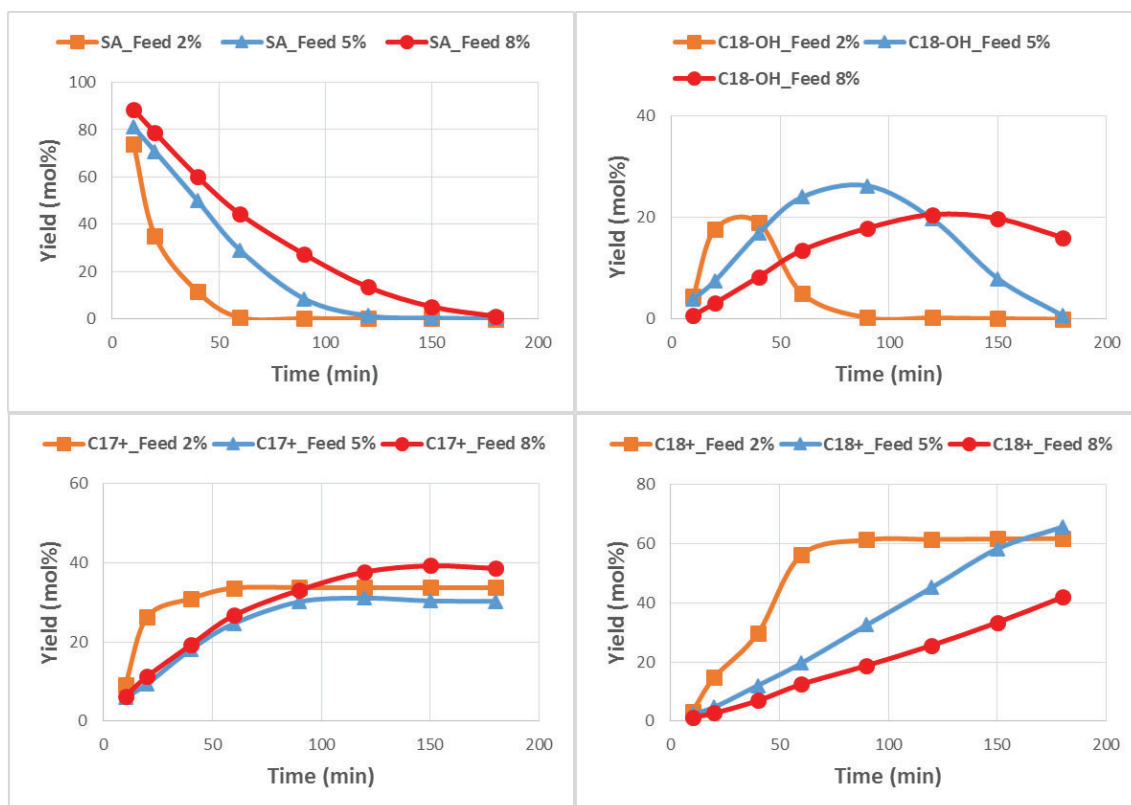 SA_Feed 2% SA_Feed 5% SA_Feed 8%
100
80
60
40
20
0
Yield (mol%)
0 50 100 150 200
Time (min)
C18-OH_Feed 2% C18-OH_Feed 5%
C18-OH_Feed 8%
40
20
0
Yield (mol%)
0 50 100 150 200
Time (min)
C17+_Feed 2% C17+_Feed 5% C17+_Feed 8%
60
40
20
0
Yield (mol%)
0 50 100 150 200
Time (min)
C18+_Feed 2% C18+_Feed 5% C18+_Feed 8%
80
60
40
20
0
Yield (mol%)
0 50 100 150 200
Time (min)